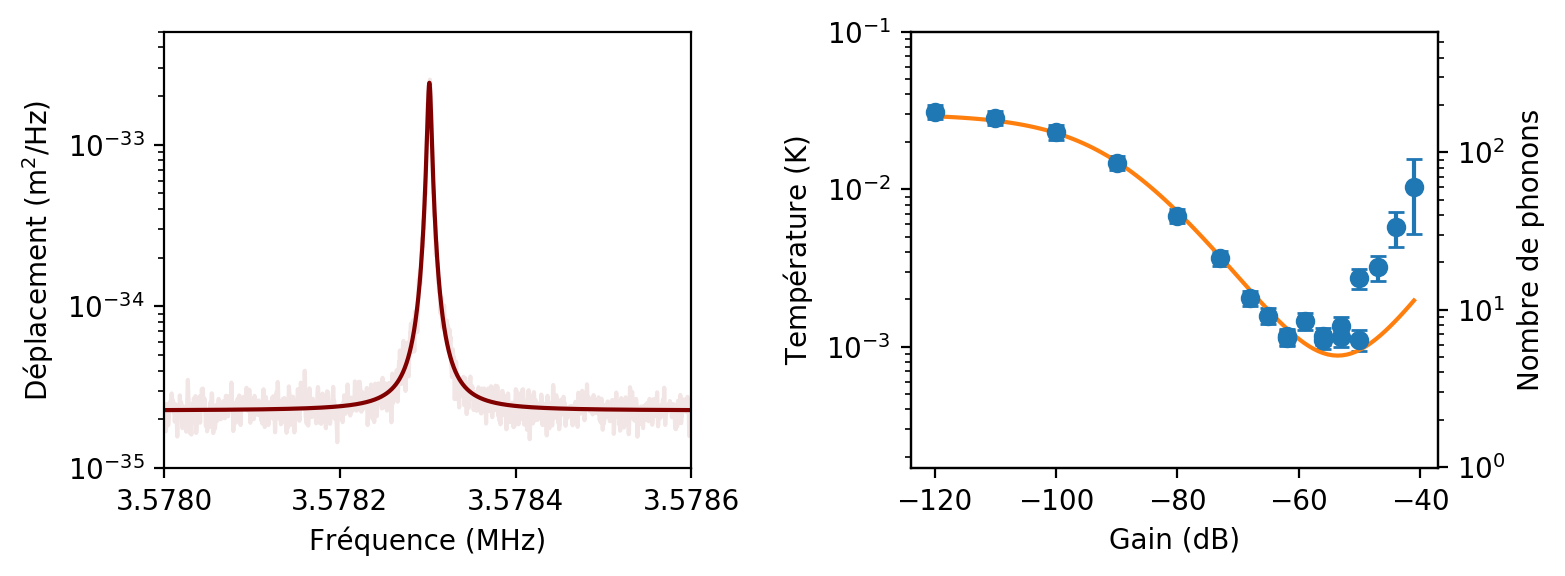 Déplacement (m²/Hz)
10⁻³³
10⁻³⁴
10⁻³⁵
3.5780 3.5782 3.5784 3.5786
Fréquence (MHz)
Température (K)
10⁻¹
10⁻²
10⁻³
−120 −100 −80 −60 −40
Gain (dB)
10²
10¹
10⁰
Nombre de phonons